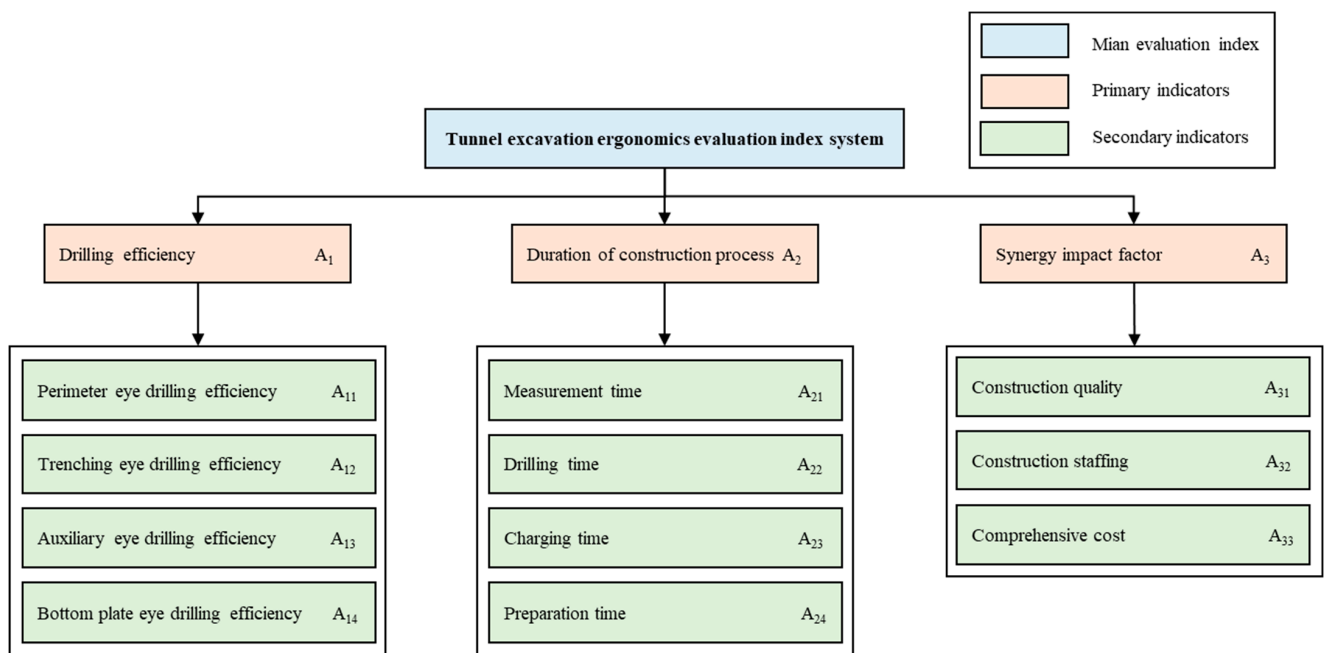 Mian evaluation index
Primary indicators
Secondary indicators
Tunnel excavation ergonomics evaluation index system
Drilling efficiency A₁
Duration of construction process A₂
Synergy impact factor A₃
Perimeter eye drilling efficiency A₁₁
Trenching eye drilling efficiency A₁₂
Auxiliary eye drilling efficiency A₁₃
Bottom plate eye drilling efficiency A₁₄
Measurement time A₂₁
Drilling time A₂₂
Charging time A₂₃
Preparation time A₂₄
Construction quality A₃₁
Construction staffing A₃₂
Comprehensive cost A₃₃